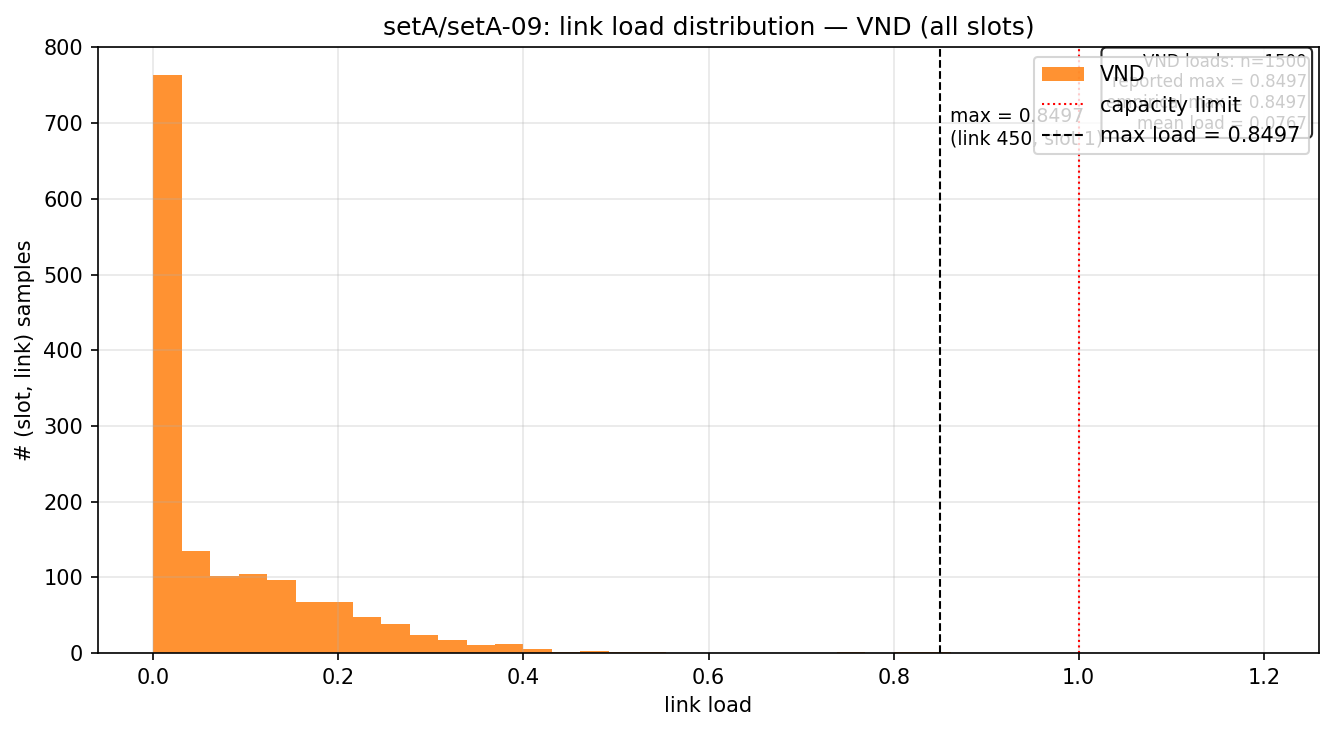 setA/setA-09: link load distribution — VND (all slots)
800
700
600
500
400
300
200
100
0
# (slot, link) samples
max = 0.8497
(link 450, slot 1)
VND loads: n=1500
reported max = 0.8497
max = 0.8497
mean load = 0.0767
VND
capacity limit
max load = 0.8497
0.0
0.2
0.4
0.6
0.8
1.0
1.2
link load